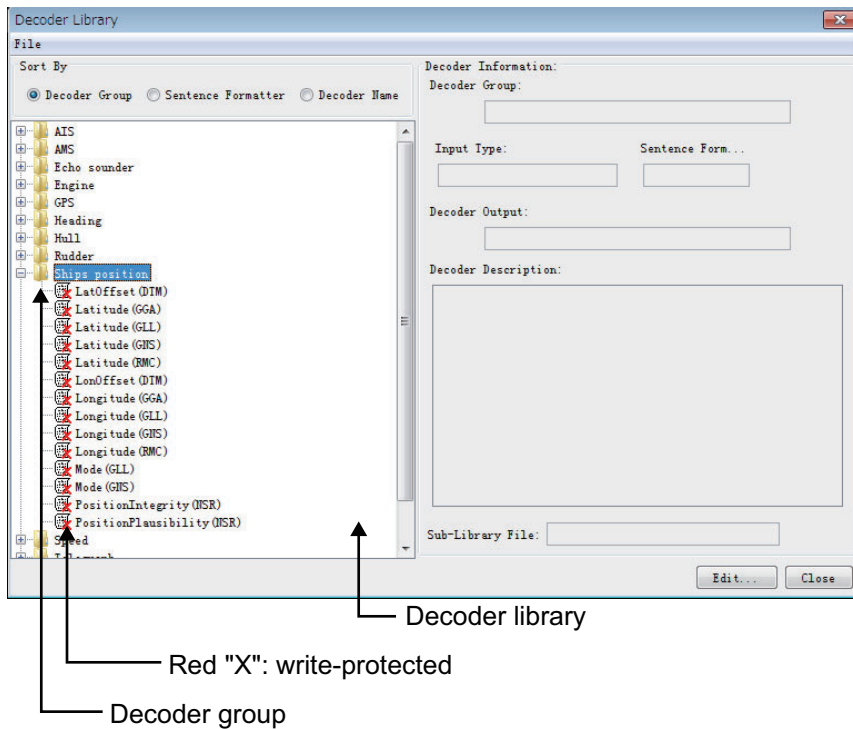 Decoder Library
File
Sort By
Decoder Group Sentence Formatter Decoder Name
AIS
AMS
Echo sounder
Engine
GPS
Heading
Hull
Rudder
Ships position
LatOffset(DTM)
Latitude(GGA)
Latitude(GLL)
Latitude(GNS)
Latitude(RMC)
LonOffset(DTM)
Longitude(GGA)
Longitude(GLL)
Longitude(GNS)
Longitude(RMC)
Mode(GLL)
Mode(GNS)
PositionIntegrity(NSR)
PositionPlausibility(NSR)
Speed
Decoder Information:
Decoder Group:
Input Type: Sentence Form...
Decoder Output:
Decoder Description:
Sub-Library File:
Edit... Close
Decoder library
Red "X": write-protected
Decoder group